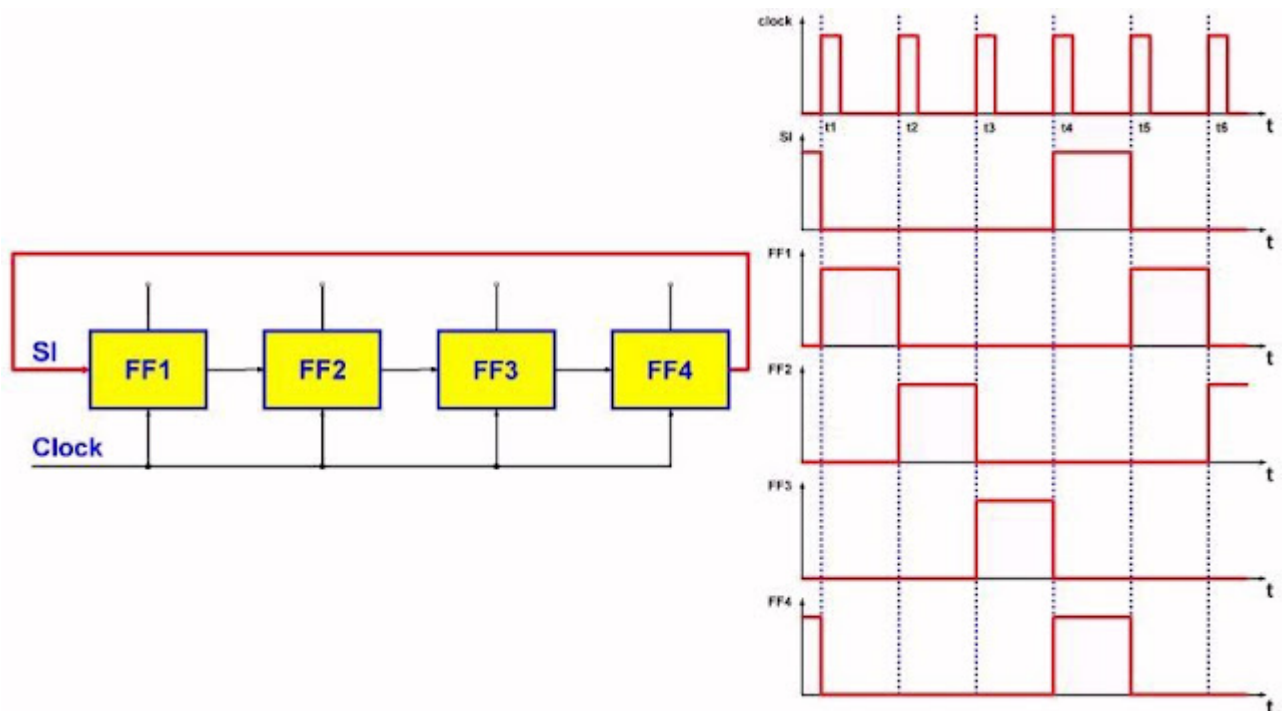 SI
FF1 FF2 FF3 FF4
Clock
clock
t1 t2 t3 t4 t5 t6 t
SI
t
FF1
t
FF2
t
FF3
t
FF4
t